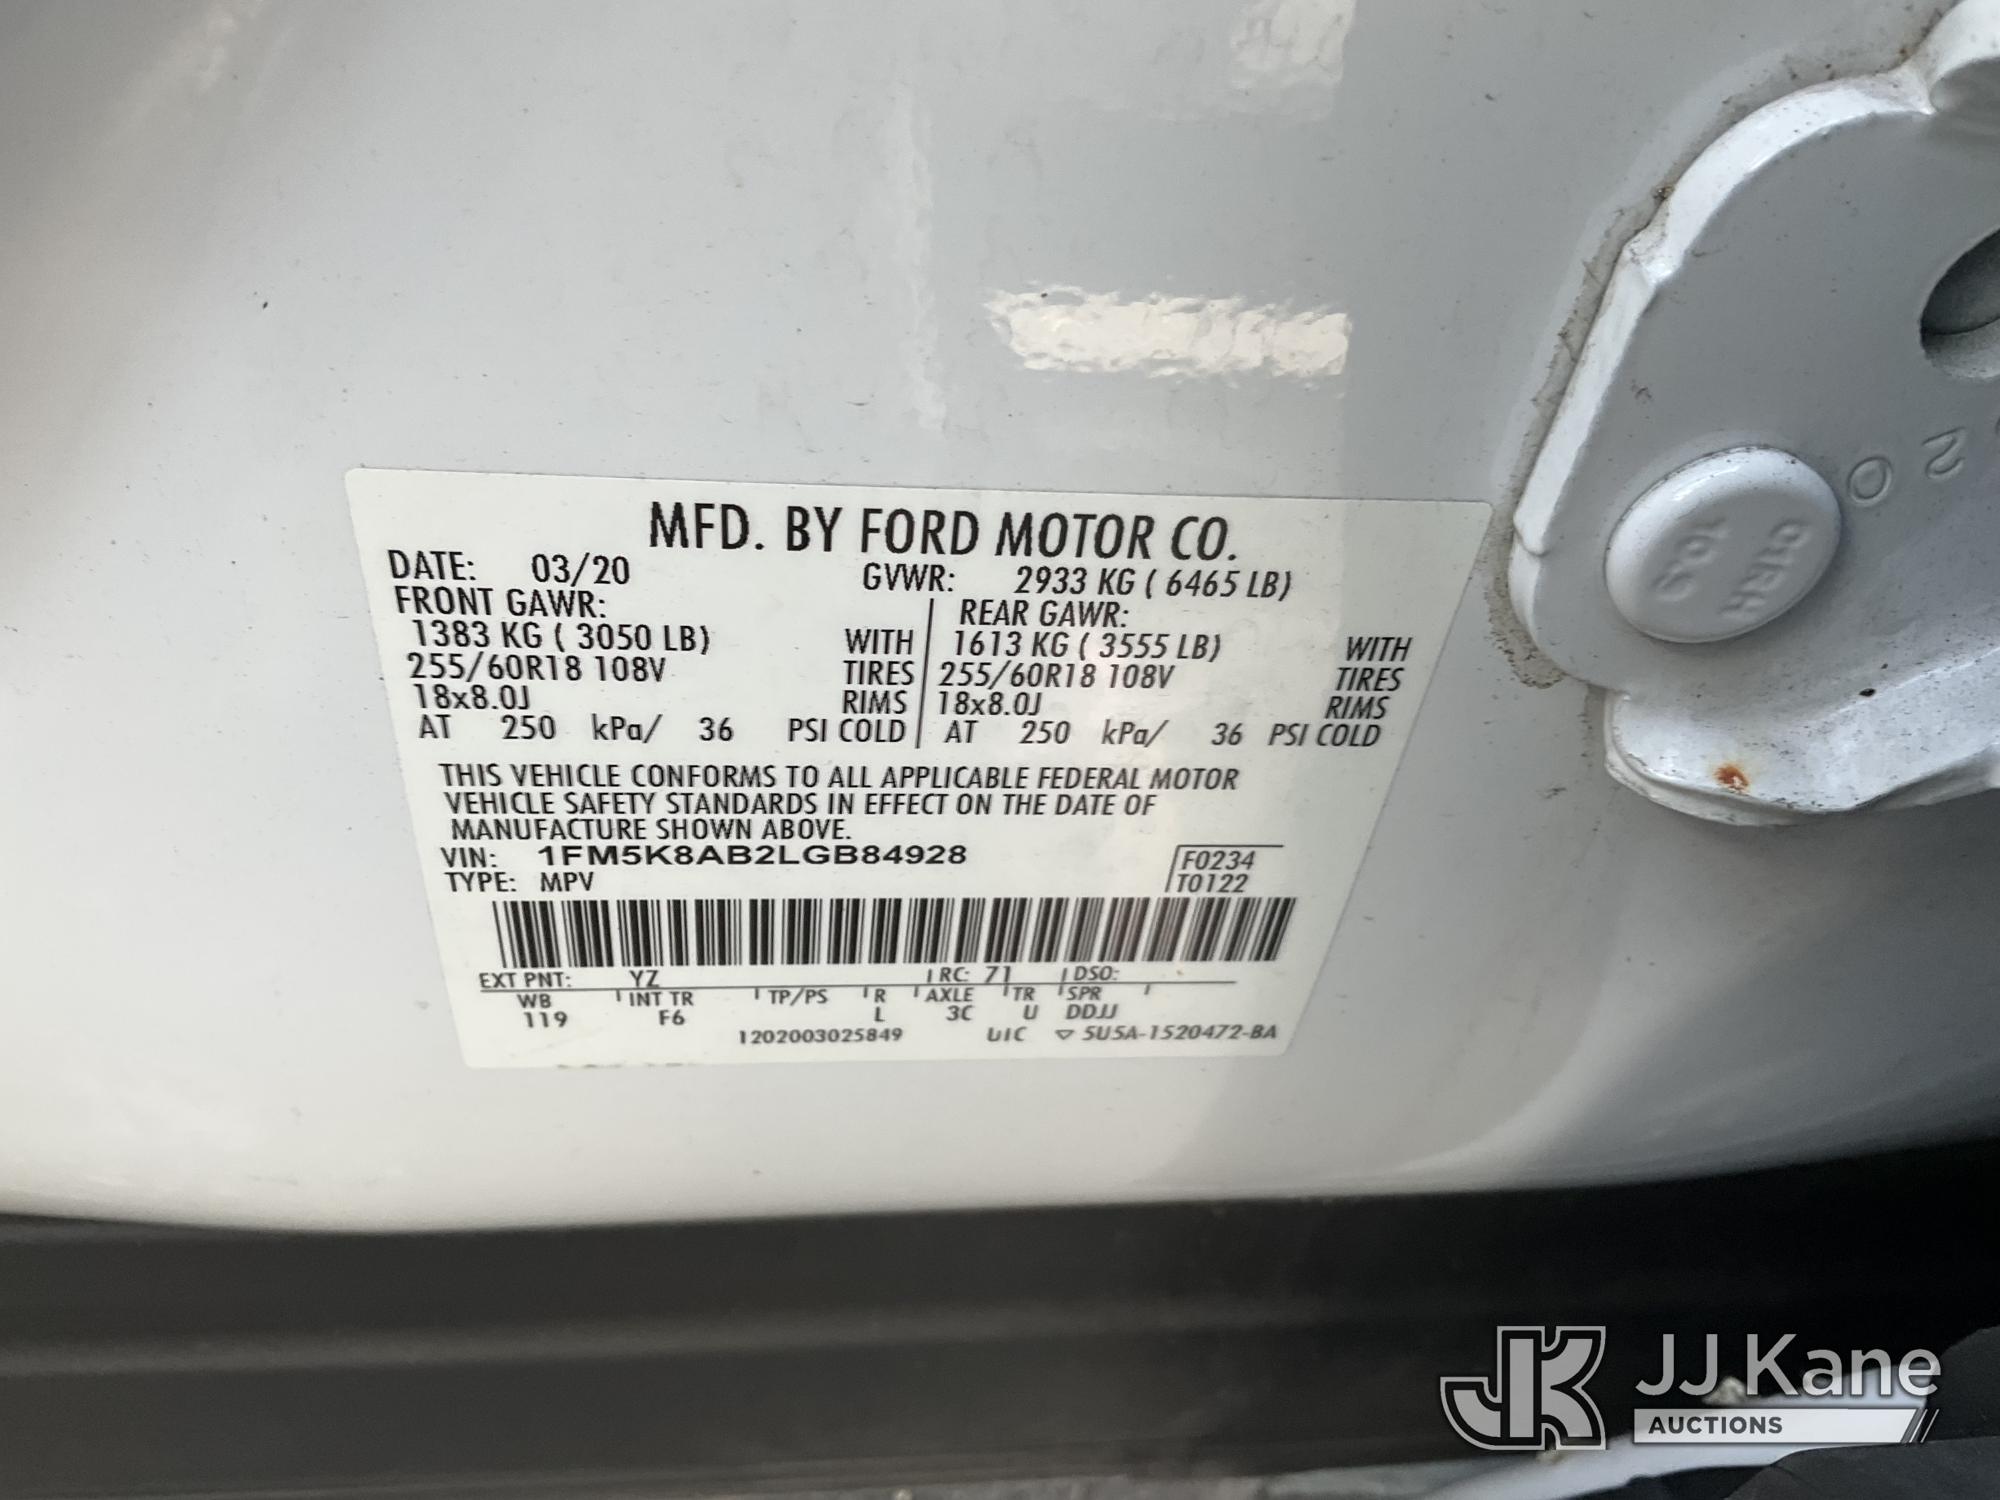 MFD. BY FORD MOTOR CO.
DATE: 03/20 GVWR: 2933 KG ( 6465 LB)
FRONT GAWR: REAR GAWR:
1383 KG ( 3050 LB) WITH 1613 KG ( 3555 LB) WITH
255/60R18 108V TIRES 255/60R18 108V TIRES
18x8.0J RIMS 18x8.0J RIMS
AT 250 kPa/ 36 PSI COLD AT 250 kPa/ 36 PSI COLD
THIS VEHICLE CONFORMS TO ALL APPLICABLE FEDERAL MOTOR
VEHICLE SAFETY STANDARDS IN EFFECT ON THE DATE OF
MANUFACTURE SHOWN ABOVE.
VIN: 1FM5K8AB2LGB84928 F0234
TYPE: MPV T0122
EXT PNT: YZ RC: 71 DSO:
WB INT TR TP/PS R AXLE TR SPR
119 F6 L 3C U DDJJ
1202003025849 UIC ▽ 5U5A-1520472-BA
10.9
20
JK JJ Kane
AUCTIONS